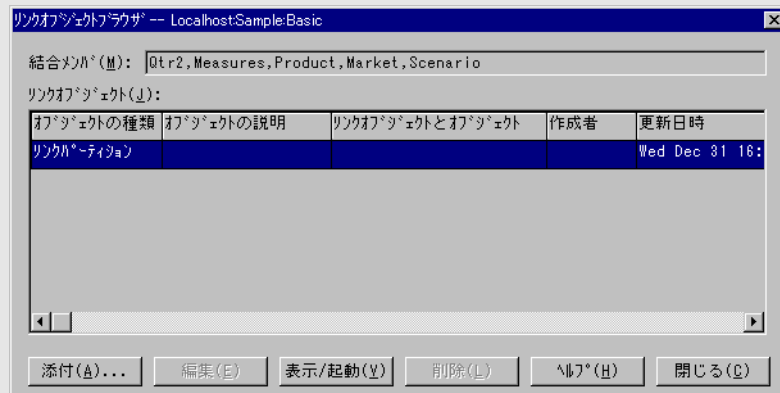 ﾘﾝｸｵﾌﾞｼﾞｪｸﾄﾌﾞﾗｳｻﾞ -- Localhost:Sample:Basic
結合ﾒﾝﾊﾞ(M): Qtr2,Measures,Product,Market,Scenario
ﾘﾝｸｵﾌﾞｼﾞｪｸﾄ(J):
ｵﾌﾞｼﾞｪｸﾄの種類 ｵﾌﾞｼﾞｪｸﾄの説明 ﾘﾝｸｵﾌﾞｼﾞｪｸﾄとｵﾌﾞｼﾞｪｸﾄ 作成者 更新日時
ﾘﾝｸﾊﾟｰﾃｨｼｮﾝ Wed Dec 31 16:
添付(A)... 編集(E) 表示/起動(V) 削除(L) ﾍﾙﾌﾟ(H) 閉じる(C)